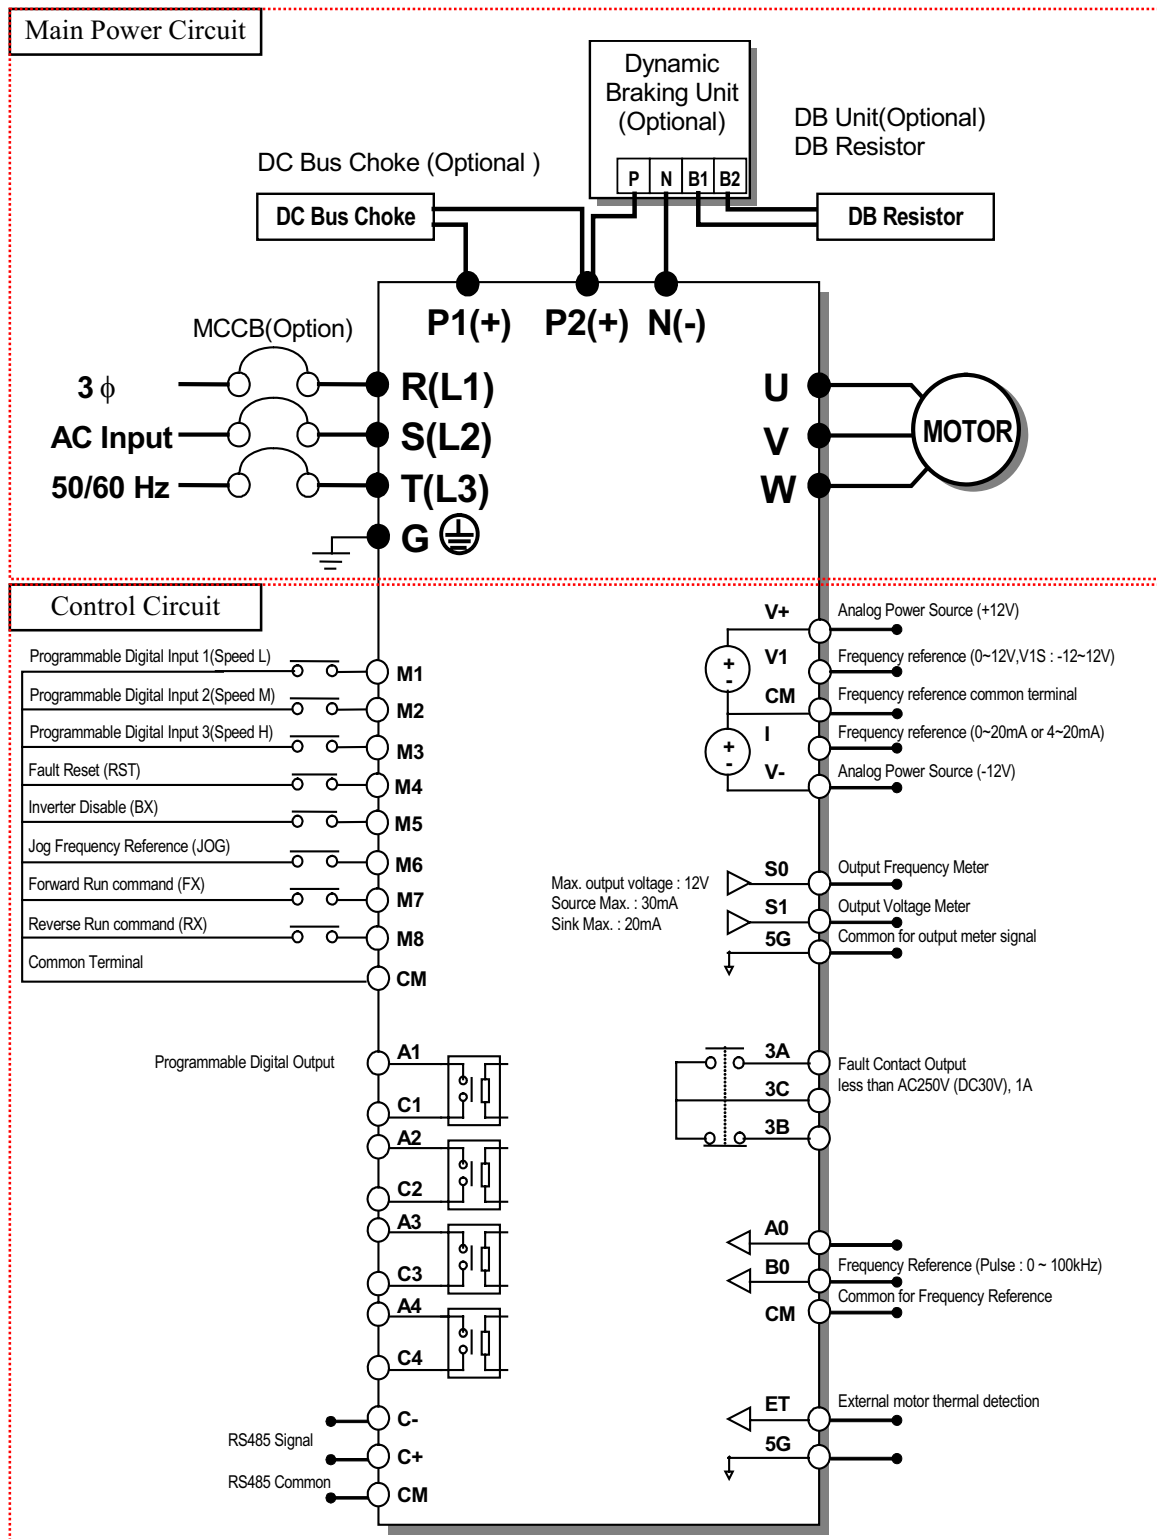 Main Power Circuit
Dynamic
Braking Unit
(Optional)
P N B1 B2
DB Unit(Optional)
DB Resistor
DC Bus Choke (Optional )
DC Bus Choke
DB Resistor
P1(+) P2(+) N(-)
MCCB(Option)
3 ϕ
R(L1)
U
AC Input
S(L2)
V
MOTOR
50/60 Hz
T(L3)
W
G
Control Circuit
V+
Analog Power Source (+12V)
+
-
V1
Frequency reference (0~12V,V1S : -12~12V)
CM
Frequency reference common terminal
+
-
I
Frequency reference (0~20mA or 4~20mA)
V-
Analog Power Source (-12V)
Programmable Digital Input 1(Speed L)
M1
Programmable Digital Input 2(Speed M)
M2
Programmable Digital Input 3(Speed H)
M3
Fault Reset (RST)
M4
Inverter Disable (BX)
M5
Jog Frequency Reference (JOG)
M6
Forward Run command (FX)
M7
Reverse Run command (RX)
M8
Common Terminal
CM
Max. output voltage : 12V
Source Max. : 30mA
Sink Max. : 20mA
S0
Output Frequency Meter
S1
Output Voltage Meter
5G
Common for output meter signal
Programmable Digital Output
A1
C1
A2
C2
A3
C3
A4
C4
3A
Fault Contact Output
less than AC250V (DC30V), 1A
3C
3B
A0
B0
Frequency Reference (Pulse : 0 ~ 100kHz)
CM
Common for Frequency Reference
ET
External motor thermal detection
5G
C-
RS485 Signal
C+
RS485 Common
CM